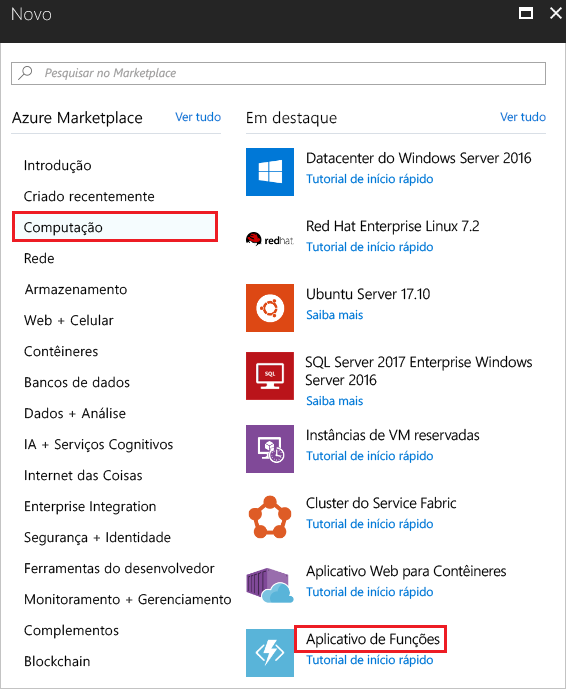 Novo
Pesquisar no Marketplace
Azure Marketplace
Ver tudo
Introdução
Criado recentemente
Computação
Rede
Armazenamento
Web + Celular
Contêineres
Bancos de dados
Dados + Análise
IA + Serviços Cognitivos
Internet das Coisas
Enterprise Integration
Segurança + Identidade
Ferramentas do desenvolvedor
Monitoramento + Gerenciamento
Complementos
Blockchain
Em destaque
Ver tudo
Datacenter do Windows Server 2016
Tutorial de início rápido
redhat
Red Hat Enterprise Linux 7.2
Tutorial de início rápido
Ubuntu Server 17.10
Saiba mais
SQL
SQL Server 2017 Enterprise Windows
Server 2016
Saiba mais
Instâncias de VM reservadas
Tutorial de início rápido
Cluster do Service Fabric
Tutorial de início rápido
Aplicativo Web para Contêineres
Tutorial de início rápido
Aplicativo de Funções
Tutorial de início rápido